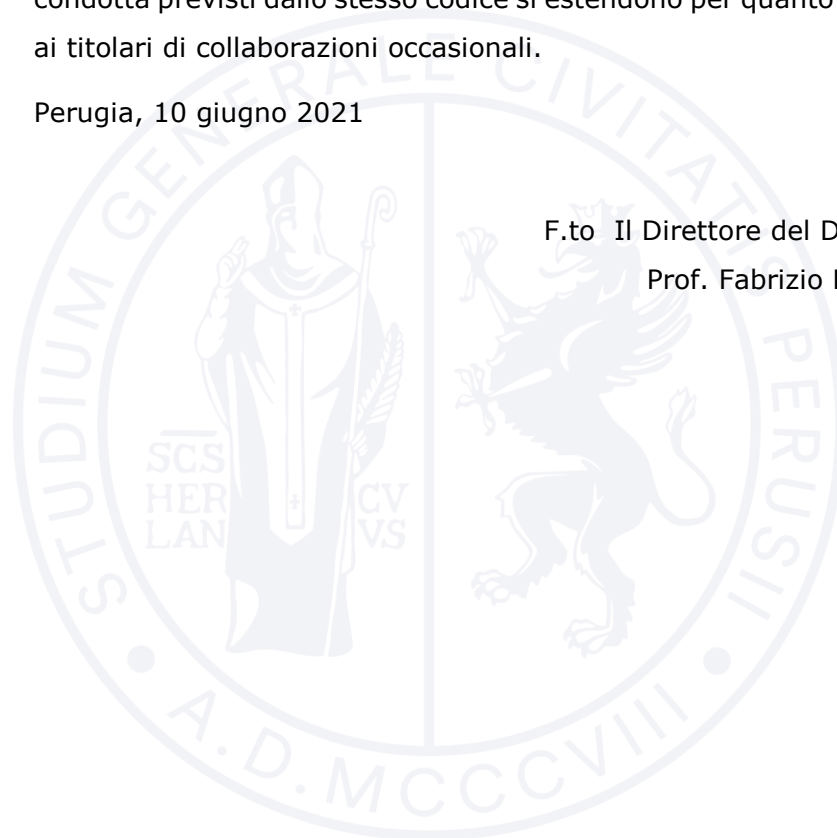 condotta previsti dallo stesso codice si estendono per quanto
ai titolari di collaborazioni occasionali.
Perugia, 10 giugno 2021
F.to Il Direttore del D
Prof. Fabrizio
STUDIUM GENERALE CIVITATIS PERUSII
SCS
HER
LAN
CV
VS
A.D. MCCCVIII